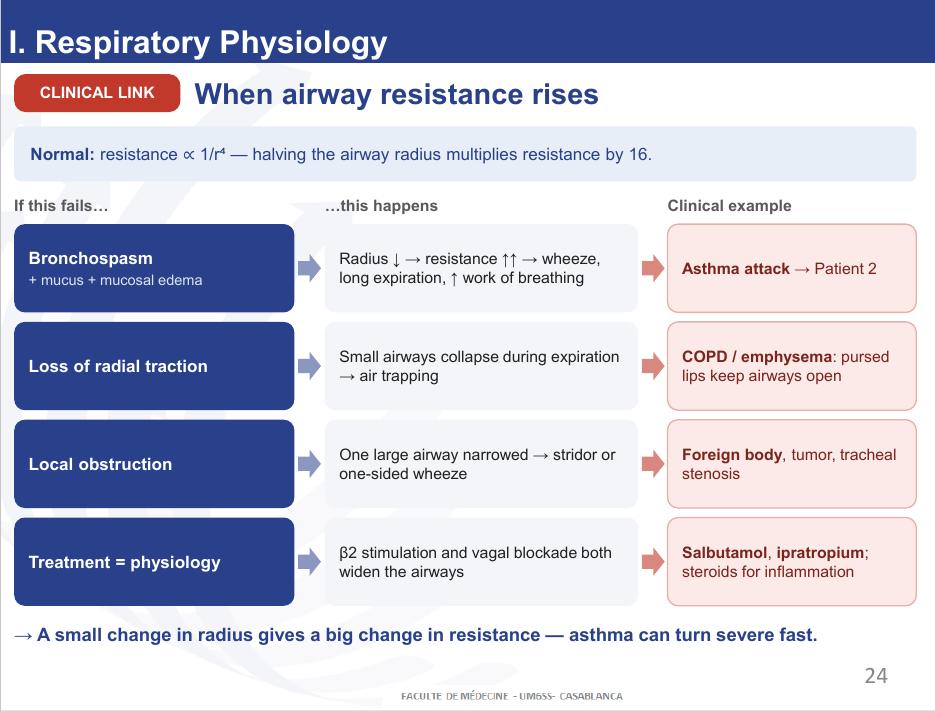 I. Respiratory Physiology
CLINICAL LINK
When airway resistance rises
Normal: resistance ∝ 1/r⁴ — halving the airway radius multiplies resistance by 16.
If this fails…
…this happens
Clinical example
Bronchospasm
+ mucus + mucosal edema
Radius ↓ → resistance ↑↑ → wheeze,
long expiration, ↑ work of breathing
Asthma attack → Patient 2
Loss of radial traction
Small airways collapse during expiration
→ air trapping
COPD / emphysema: pursed
lips keep airways open
Local obstruction
One large airway narrowed → stridor or
one-sided wheeze
Foreign body, tumor, tracheal
stenosis
Treatment = physiology
β2 stimulation and vagal blockade both
widen the airways
Salbutamol, ipratropium;
steroids for inflammation
→ A small change in radius gives a big change in resistance — asthma can turn severe fast.
24
FACULTE DE MÉDECINE - UM6SS- CASABLANCA